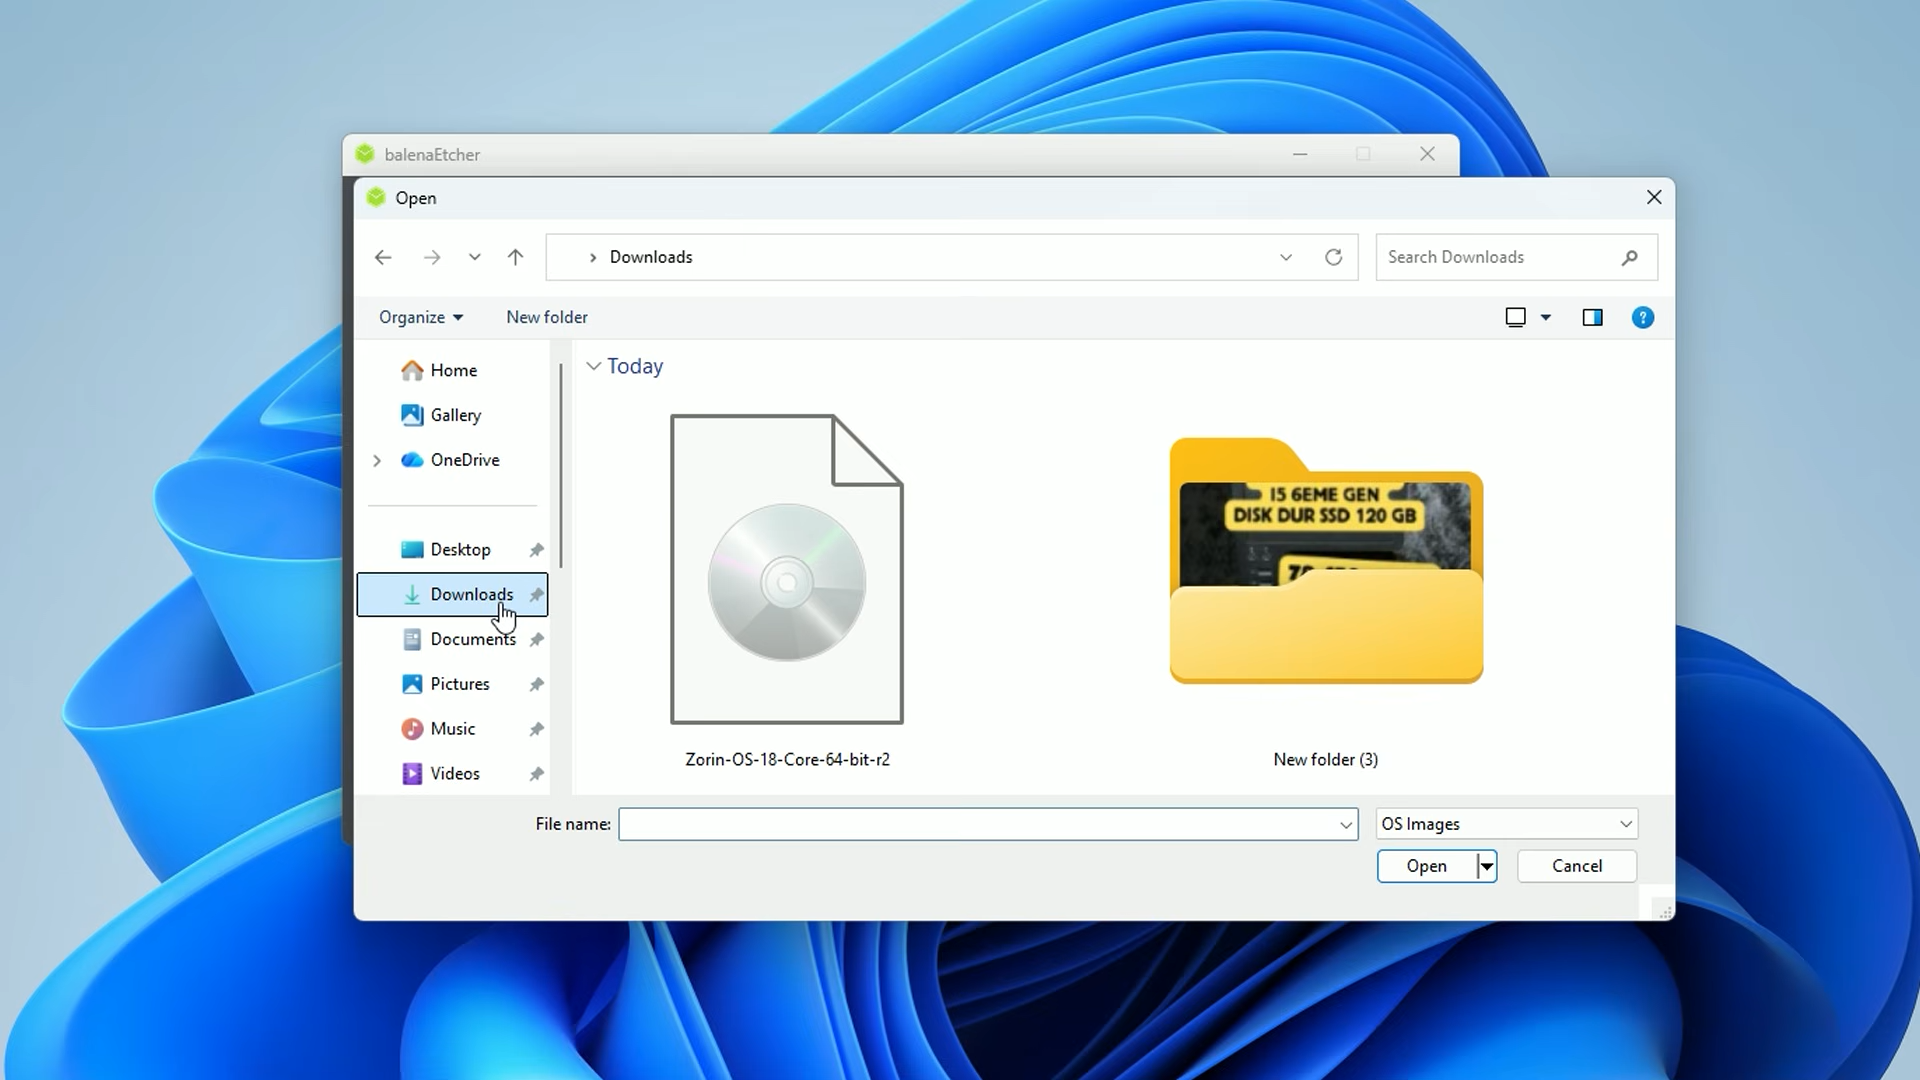 balenaEtcher
Open
Downloads
Search Downloads
Organize
New folder
Home
Gallery
OneDrive
Desktop
Downloads
Documents
Pictures
Music
Videos
Today
I5 6EME GEN
DISK DUR SSD 120 GB
Zorin-OS-18-Core-64-bit-r2
New folder (3)
File name:
OS Images
Open
Cancel